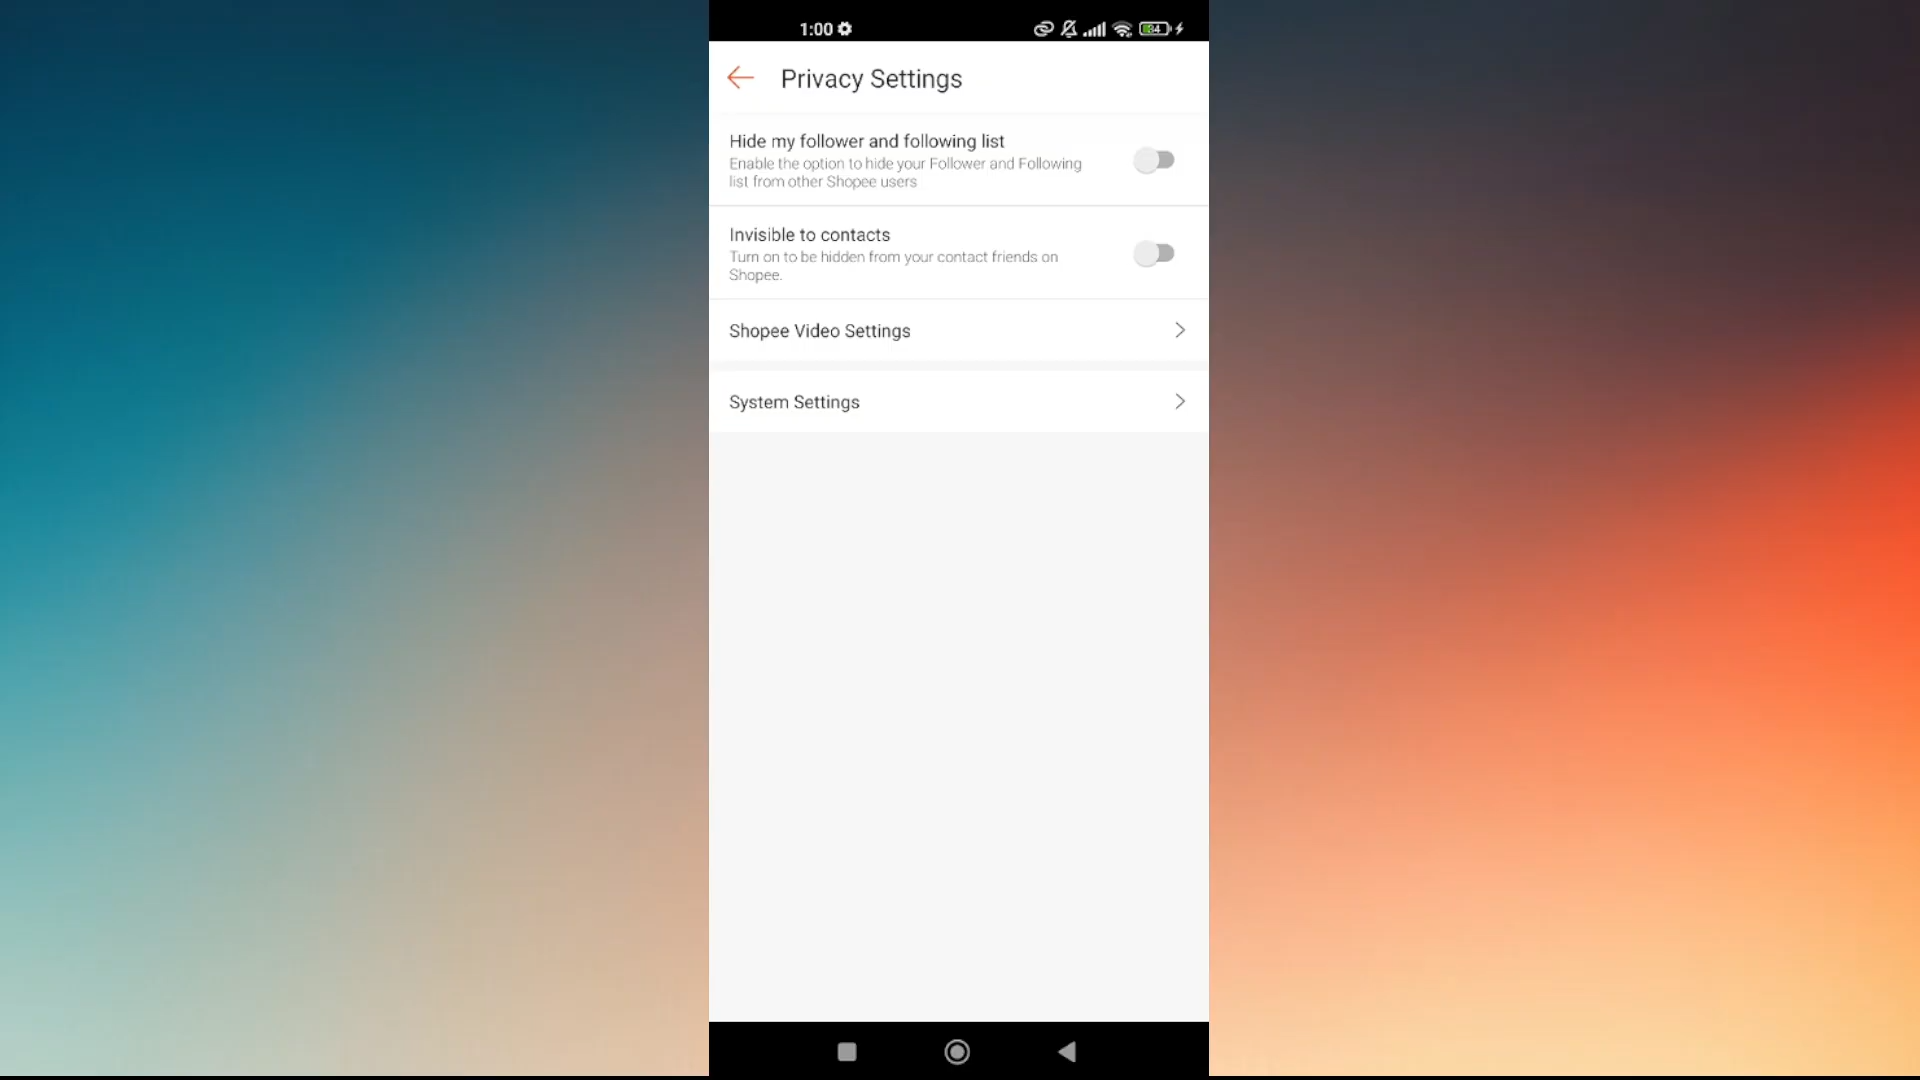 1:00
34
Privacy Settings
Hide my follower and following list
Enable the option to hide your Follower and Following
list from other Shopee users
Invisible to contacts
Turn on to be hidden from your contact friends on
Shopee.
Shopee Video Settings
System Settings